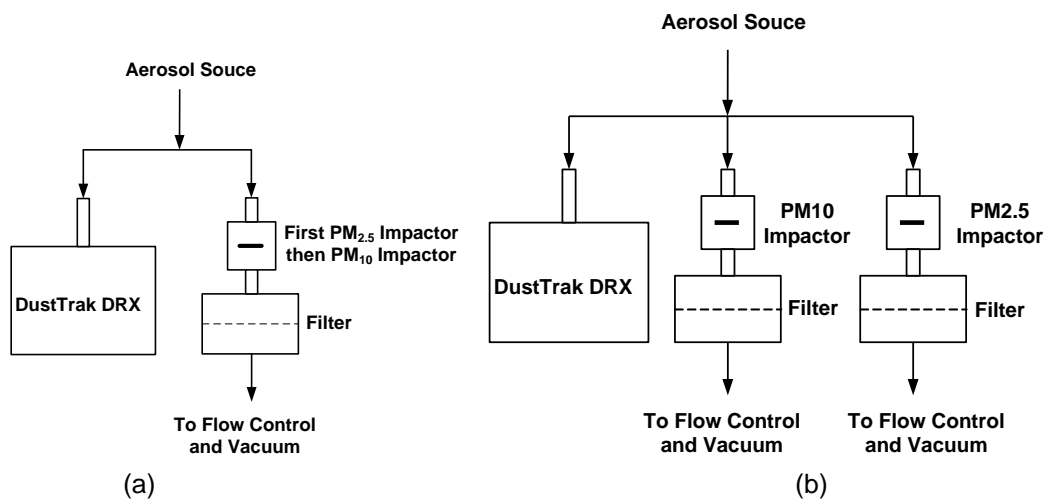 Aerosol Souce
DustTrak DRX
First PM2.5 Impactor
then PM10 Impactor
Filter
To Flow Control
and Vacuum
(a)
Aerosol Souce
DustTrak DRX
PM10
Impactor
Filter
To Flow Control
and Vacuum
PM2.5
Impactor
Filter
To Flow Control
and Vacuum
(b)